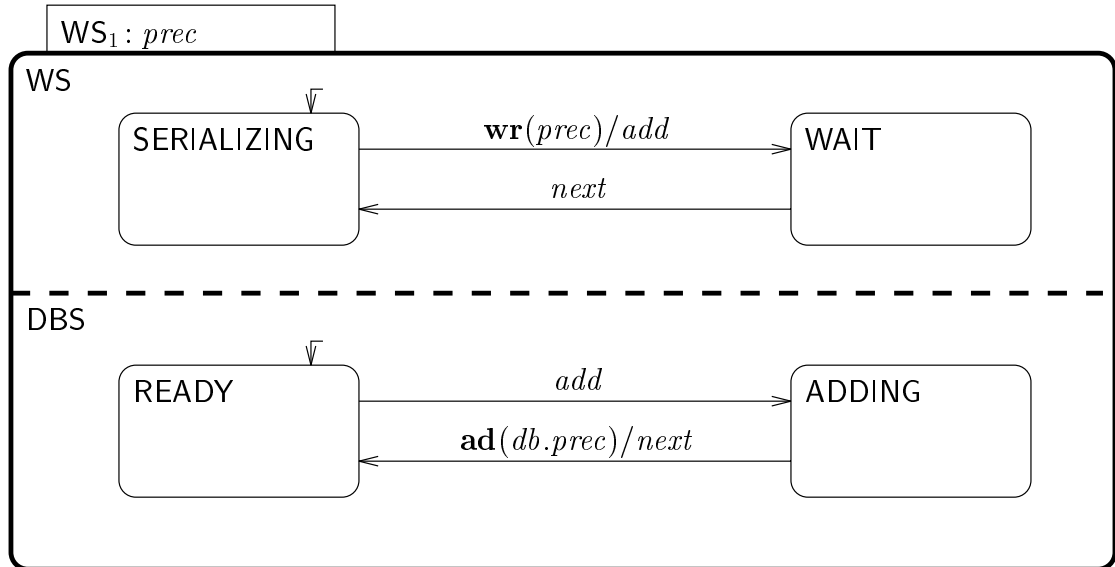 WS₁: prec
WS
SERIALIZING
wr(prec)/add
WAIT
next
DBS
READY
add
ADDING
ad(db.prec)/next